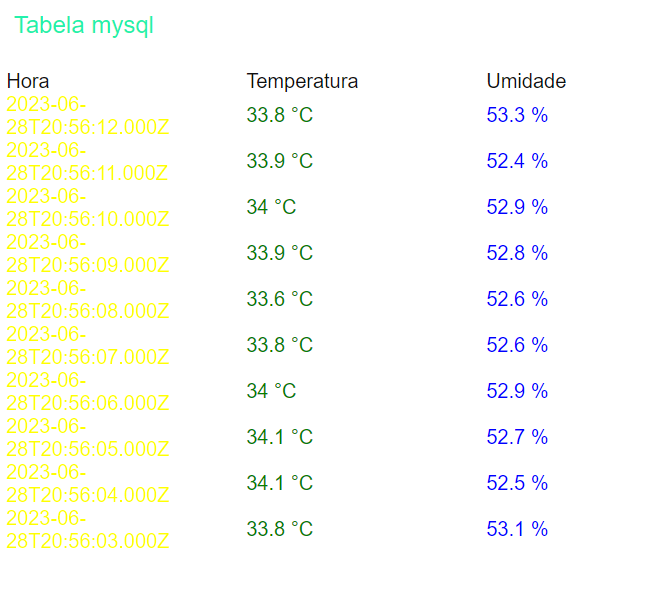 Tabela mysql
Hora Temperatura Umidade
2023-06-
28T20:56:12.000Z 33.8 °C 53.3 %
2023-06-
28T20:56:11.000Z 33.9 °C 52.4 %
2023-06-
28T20:56:10.000Z 34 °C 52.9 %
2023-06-
28T20:56:09.000Z 33.9 °C 52.8 %
2023-06-
28T20:56:08.000Z 33.6 °C 52.6 %
2023-06-
28T20:56:07.000Z 33.8 °C 52.6 %
2023-06-
28T20:56:06.000Z 34 °C 52.9 %
2023-06-
28T20:56:05.000Z 34.1 °C 52.7 %
2023-06-
28T20:56:04.000Z 34.1 °C 52.5 %
2023-06-
28T20:56:03.000Z 33.8 °C 53.1 %